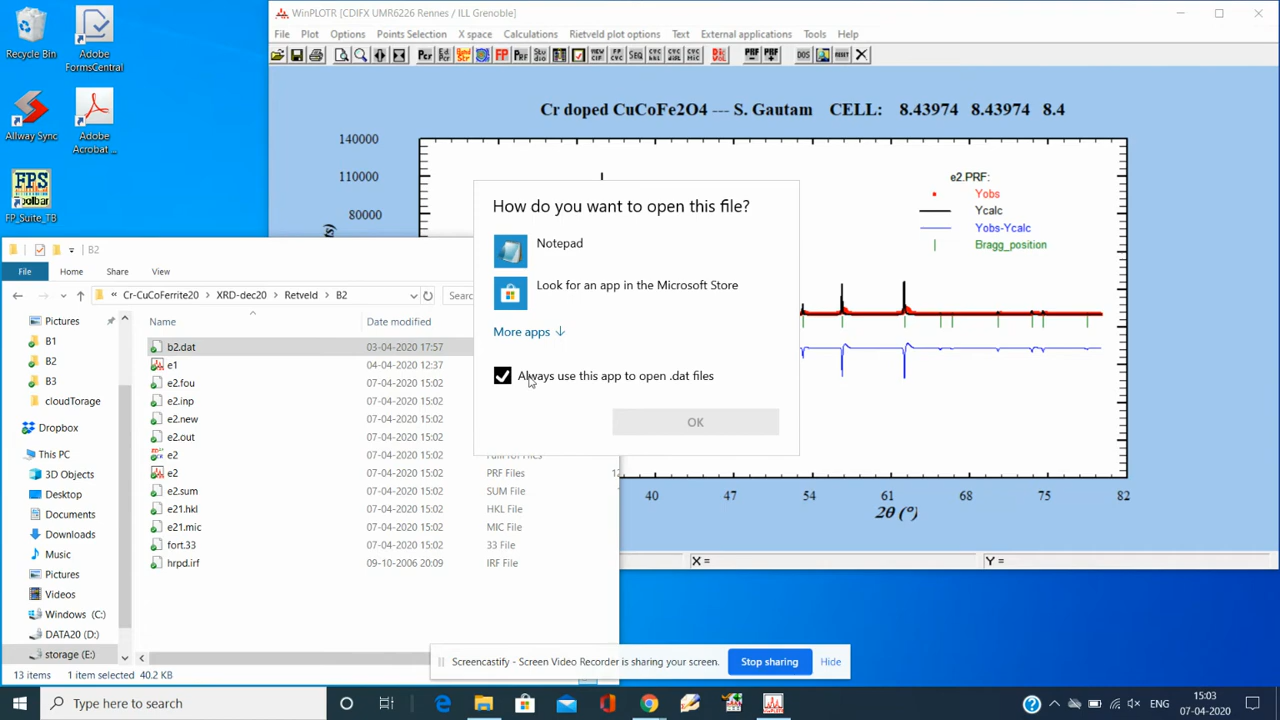 Recycle Bin
Adobe
FormsCentral
Allway Sync
Adobe
Acrobat ...
FPS
Toolbar
FP_Suite_TB
WinPLOTR [CDIFX UMR6226 Rennes / ILL Grenoble]
File Plot Options Points Selection X space Calculations Rietveld plot options Text External applications Tools Help
Cr doped CuCoFe2O4 --- S. Gautam CELL: 8.43974 8.43974 8.4
140000
110000
80000
e2.PRF:
Yobs
Ycalc
Yobs-Ycalc
Bragg_position
40 47 54 61 68 75 82
2θ (°)
X =
Y =
B2
File Home Share View
« Cr-CuCoFerrite20 > XRD-dec20 > Retveld > B2
Searc
Name Date modified
Pictures
B1
B2
B3
cloudTorage
Dropbox
This PC
3D Objects
Desktop
Documents
Downloads
Music
Pictures
Videos
Windows (C:)
DATA20 (D:)
storage (E:)
b2.dat 03-04-2020 17:57
e1 04-04-2020 12:37
e2.fou 07-04-2020 15:02
e2.inp 07-04-2020 15:02
e2.new 07-04-2020 15:02
e2.out 07-04-2020 15:02
e2 07-04-2020 15:02
e2 07-04-2020 15:02 PRF Files
e2.sum 07-04-2020 15:02 SUM File
e21.hkl 07-04-2020 15:02 HKL File
e21.mic 07-04-2020 15:02 MIC File
fort.33 07-04-2020 15:02 33 File
hrpd.irf 09-10-2006 20:09 IRF File
13 items 1 item selected 40.2 KB
How do you want to open this file?
Notepad
Look for an app in the Microsoft Store
More apps ↓
Always use this app to open .dat files
OK
Screencastify - Screen Video Recorder is sharing your screen. Stop sharing Hide
Type here to search
ENG
15:03
07-04-2020